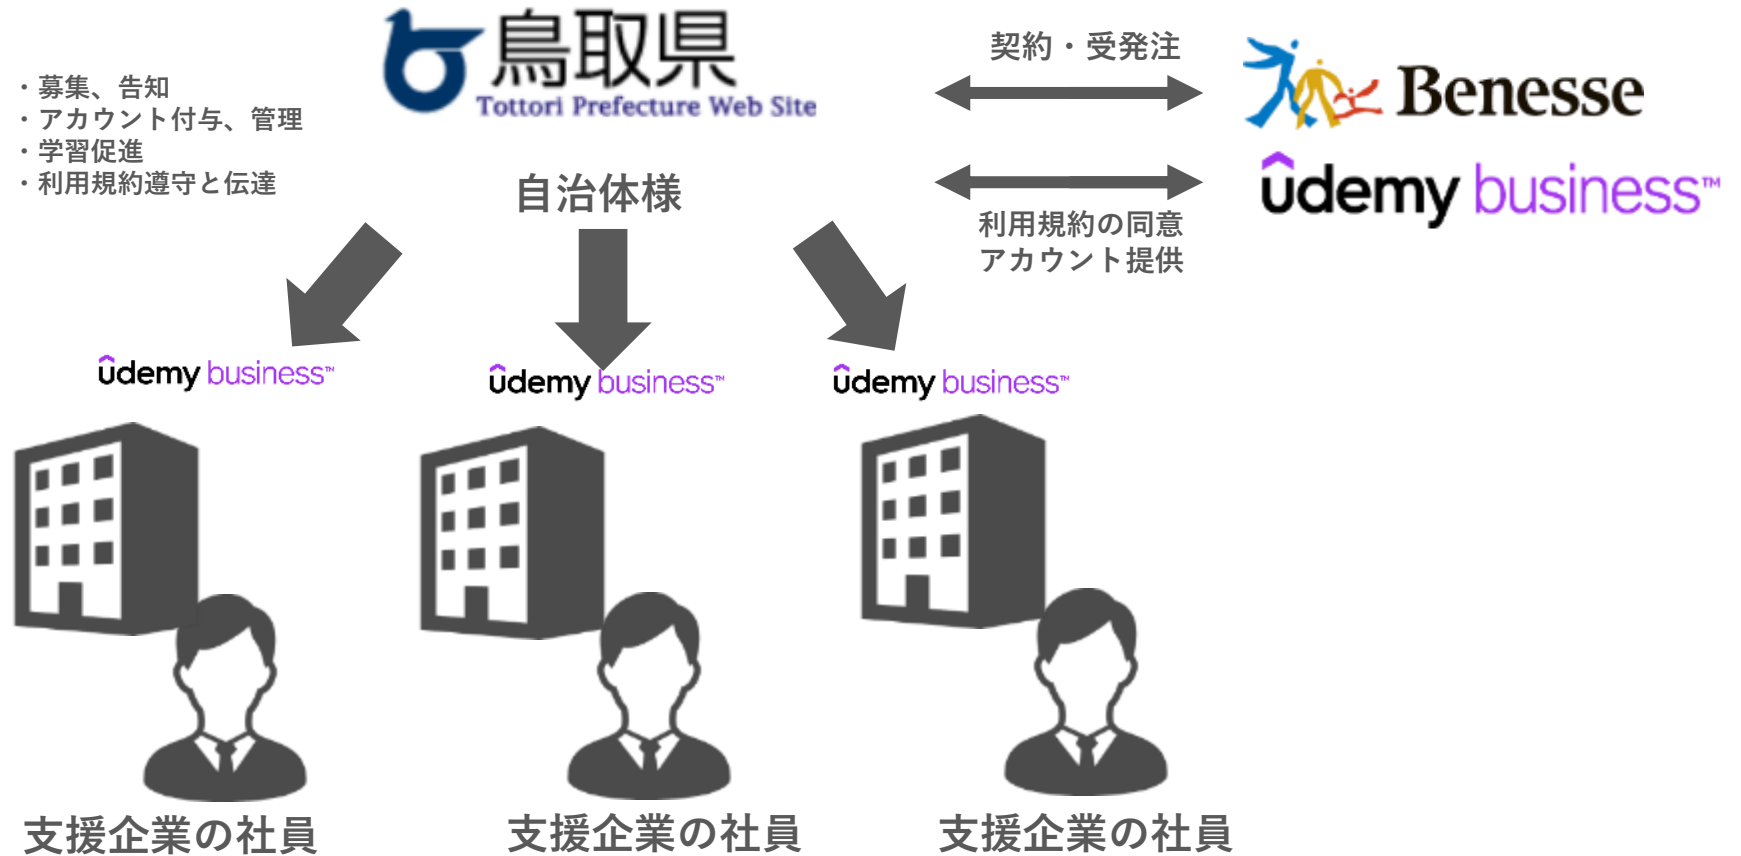 鳥取県
Tottori Prefecture Web Site
・募集、告知
・アカウント付与、管理
・学習促進
・利用規約遵守と伝達
自治体様
契約・受発注
Benesse
udemy business™
利用規約の同意
アカウント提供
udemy business™
udemy business™
udemy business™
支援企業の社員
支援企業の社員
支援企業の社員